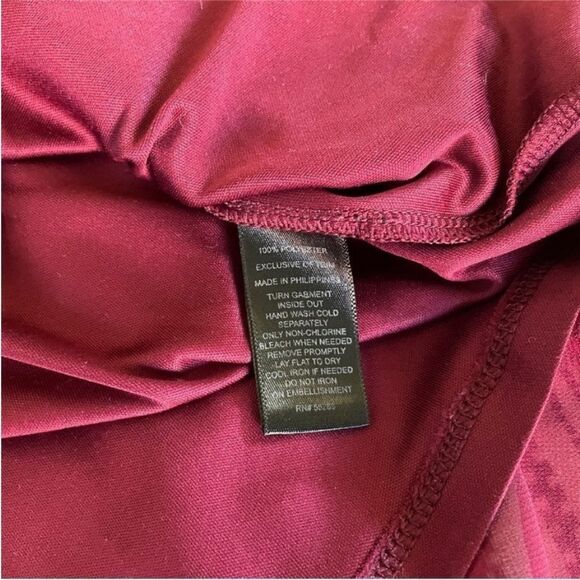 100% POLYESTER
EXCLUSIVE OF TRIM
MADE IN PHILIPPINES
TURN GARMENT
INSIDE OUT
HAND WASH COLD
SEPARATELY
ONLY NON-CHLORINE
BLEACH WHEN NEEDED
REMOVE PROMPTLY
LAY FLAT TO DRY
COOL IRON IF NEEDED
DO NOT IRON
ON EMBELLISHMENT
RN#